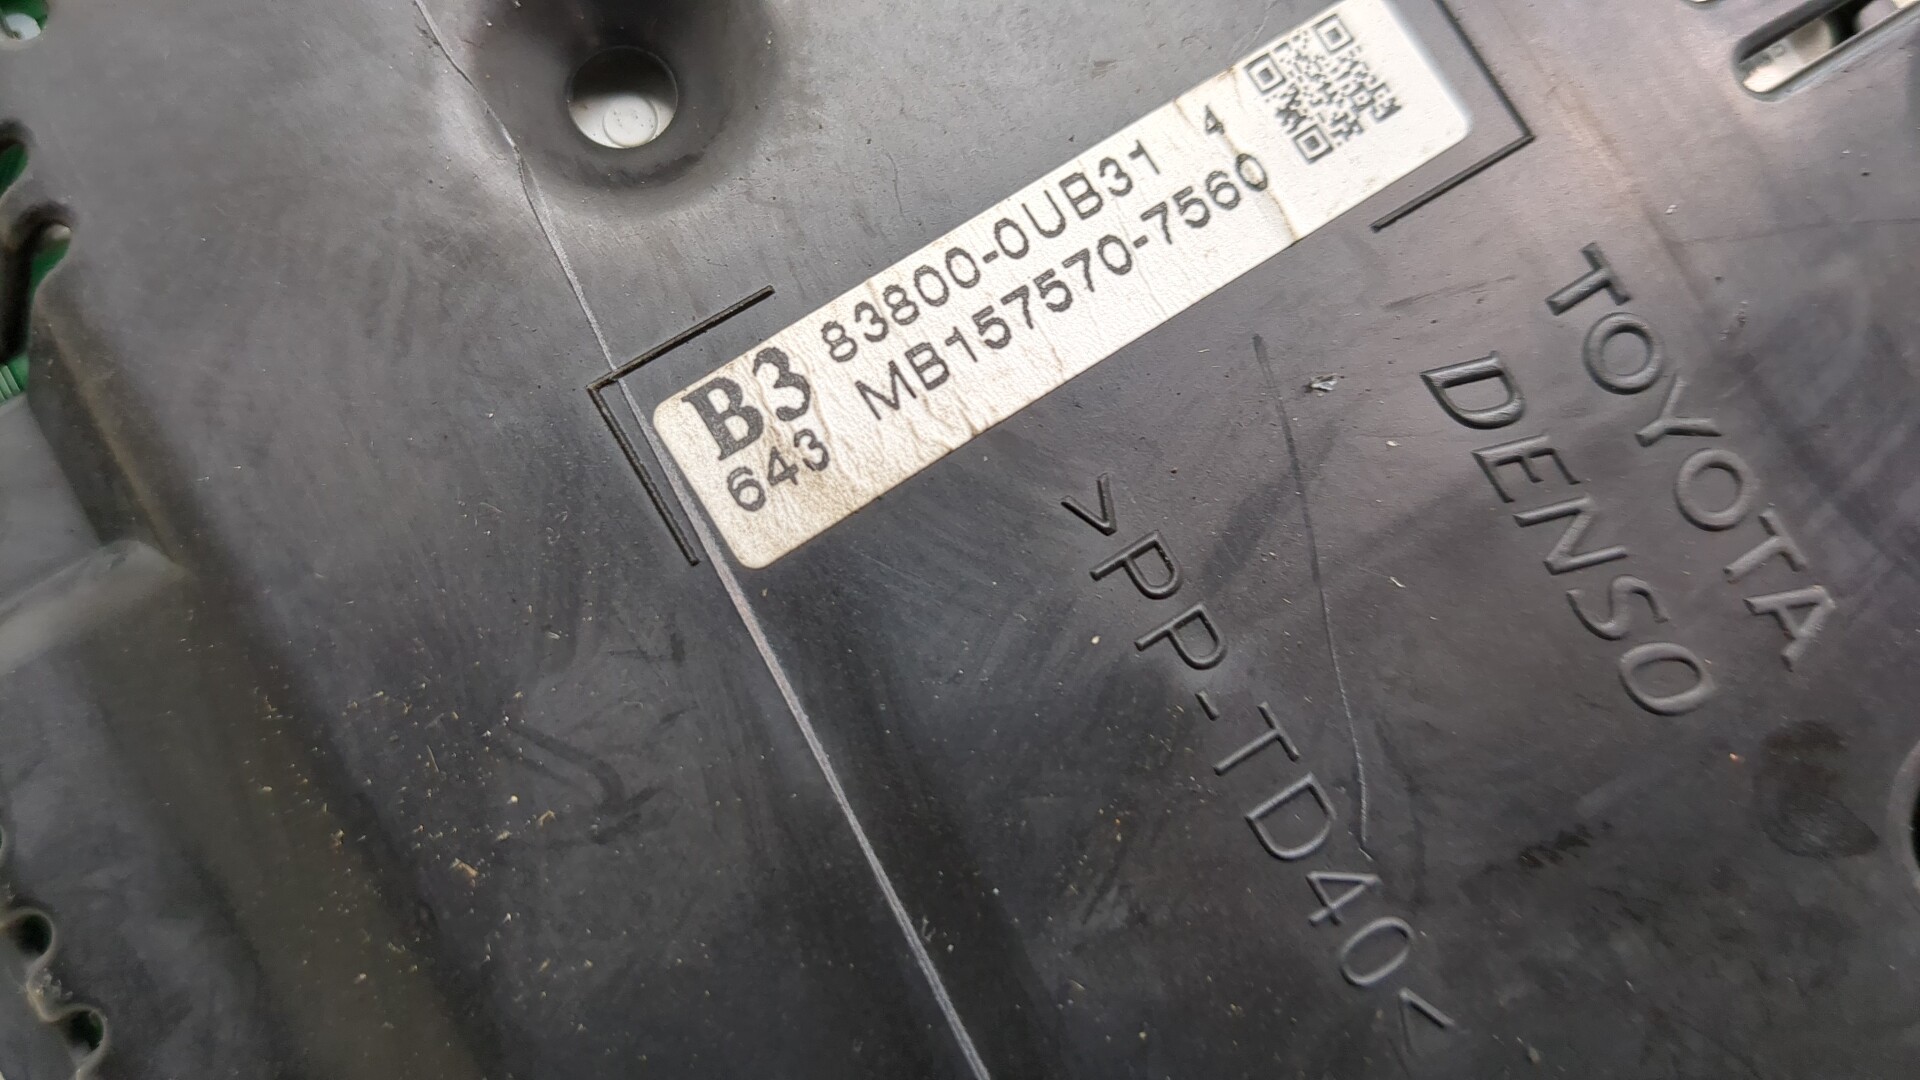 B3 83800-0UB31 4
643 MB157570-7560
TOYOTA
DENSO
>PP-TD40<